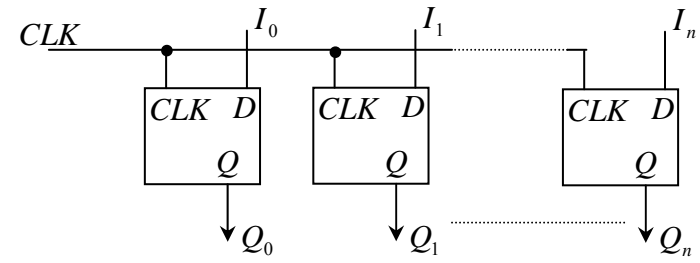 CLK I₀ I₁ Iₙ
CLK D CLK D CLK D
Q Q Q
Q₀ Q₁ Qₙ